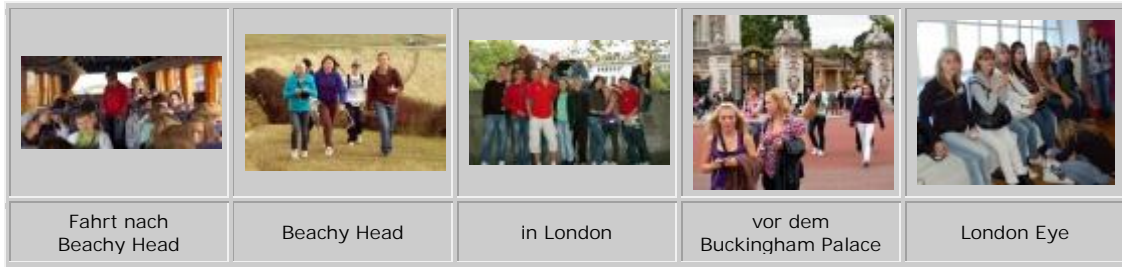 Fahrt nach
Beachy Head
Beachy Head
in London
vor dem
Buckingham Palace
London Eye